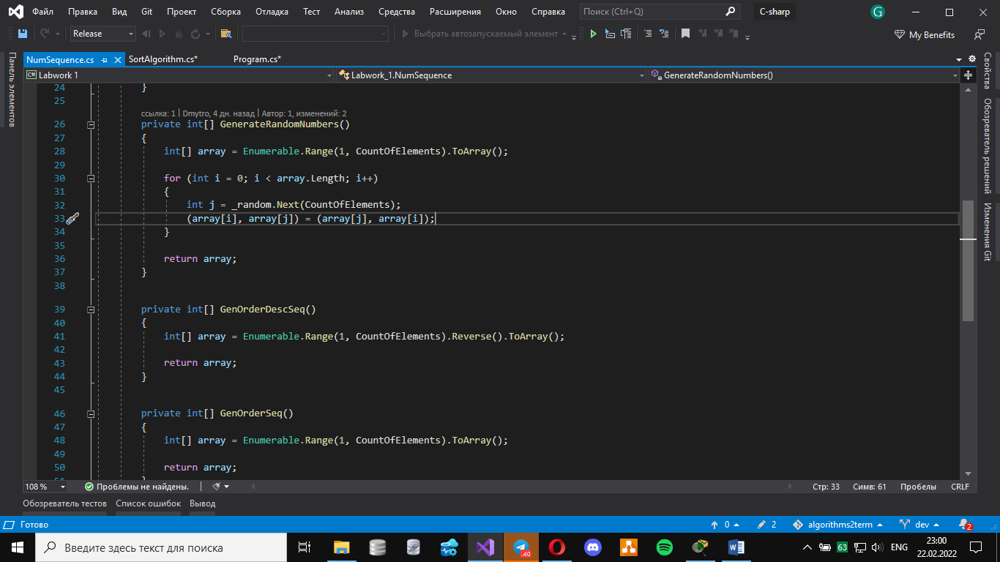 Файл Правка Вид Git Проект Сборка Отладка Тест Анализ Средства Расширения Окно Справка Поиск (Ctrl+Q) C-sharp G
Release Выбрать автозапускаемый элемент My Benefits
Панель элементов
NumSequence.cs SortAlgorithm.cs* Program.cs*
C# Labwork 1 Labwork_1.NumSequence GenerateRandomNumbers()
24 }
25
ссылка: 1 | Dmytro, 4 дн. назад | Автор: 1, изменений: 2
26 private int[] GenerateRandomNumbers()
27 {
28 int[] array = Enumerable.Range(1, CountOfElements).ToArray();
29
30 for (int i = 0; i < array.Length; i++)
31 {
32 int j = _random.Next(CountOfElements);
33 (array[i], array[j]) = (array[j], array[i]);
34 }
35
36 return array;
37 }
38
39 private int[] GenOrderDescSeq()
40 {
41 int[] array = Enumerable.Range(1, CountOfElements).Reverse().ToArray();
42
43 return array;
44 }
45
46 private int[] GenOrderSeq()
47 {
48 int[] array = Enumerable.Range(1, CountOfElements).ToArray();
49
50 return array;
51 }
Свойства
Обозреватель решений
Изменения Git
108 % Проблемы не найдены. Стр: 33 Симв: 61 Пробелы CRLF
Обозреватель тестов Список ошибок Вывод
Готово 0 2 algorithms2term dev 2
Введите здесь текст для поиска 40 63 ENG 23:00
22.02.2022